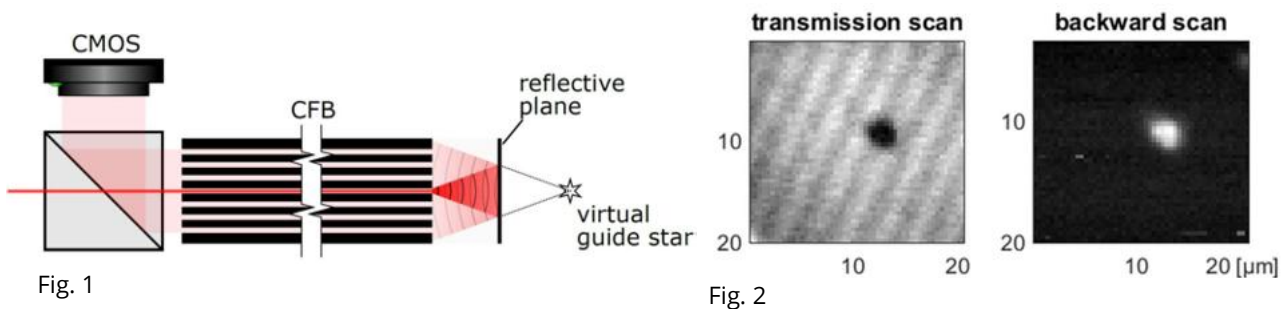 CMOS
CFB
reflective
plane
virtual
guide star
Fig. 1
transmission scan
10
20
10
20
backward scan
10
20
10
20 [μm]
Fig. 2